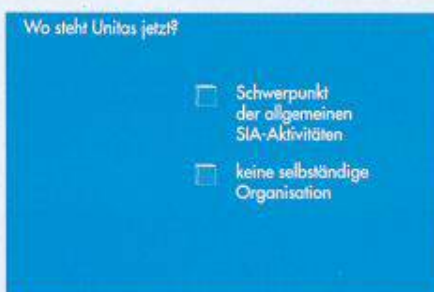 Wo steht Unitas jetzt?
Schwerpunkt
der allgemeinen
SIA-Aktivitäten
keine selbständige
Organisation